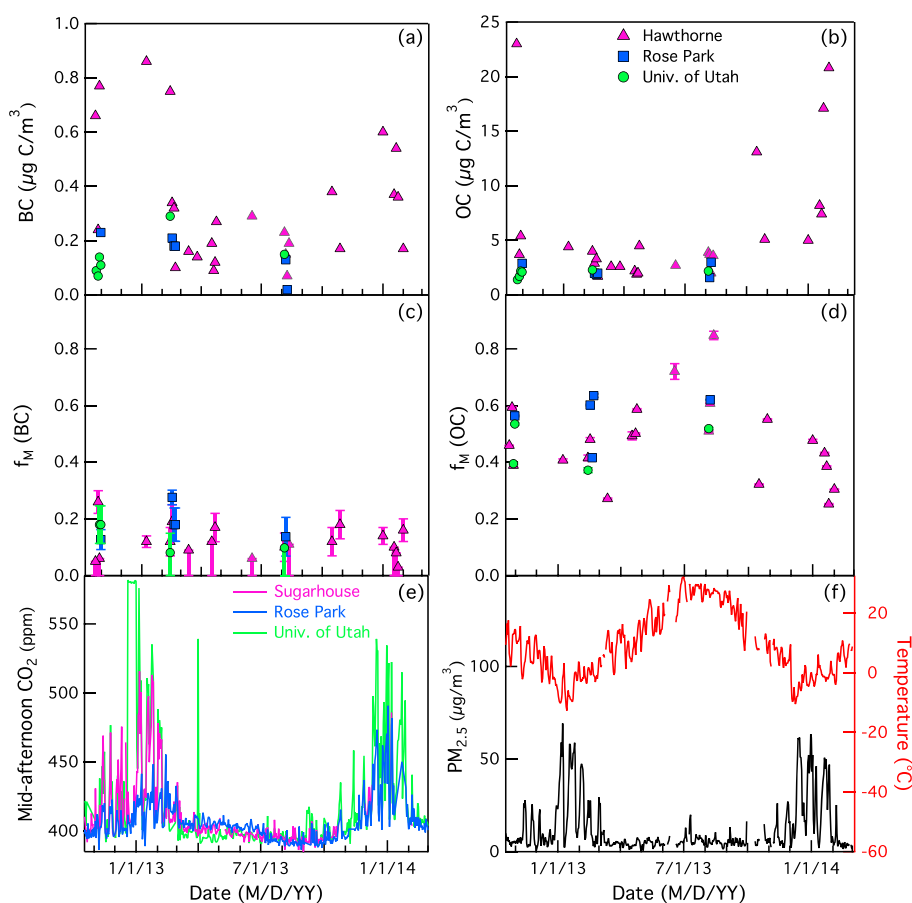 (a)
1.0
0.8
0.6
0.4
0.2
0.0
BC (µg C/m³)
(b)
25
20
15
10
5
0
OC (µg C/m³)
Hawthorne
Rose Park
Univ. of Utah
(c)
0.8
0.6
0.4
0.2
0.0
f_M (BC)
(d)
0.8
0.6
0.4
0.2
0.0
f_M (OC)
(e)
550
500
450
400
Mid-afternoon CO₂ (ppm)
Sugarhouse
Rose Park
Univ. of Utah
1/1/13
7/1/13
1/1/14
Date (M/D/YY)
(f)
100
50
0
PM₂.₅ (µg/m³)
20
0
-20
-40
-60
Temperature (°C)
1/1/13
7/1/13
1/1/14
Date (M/D/YY)